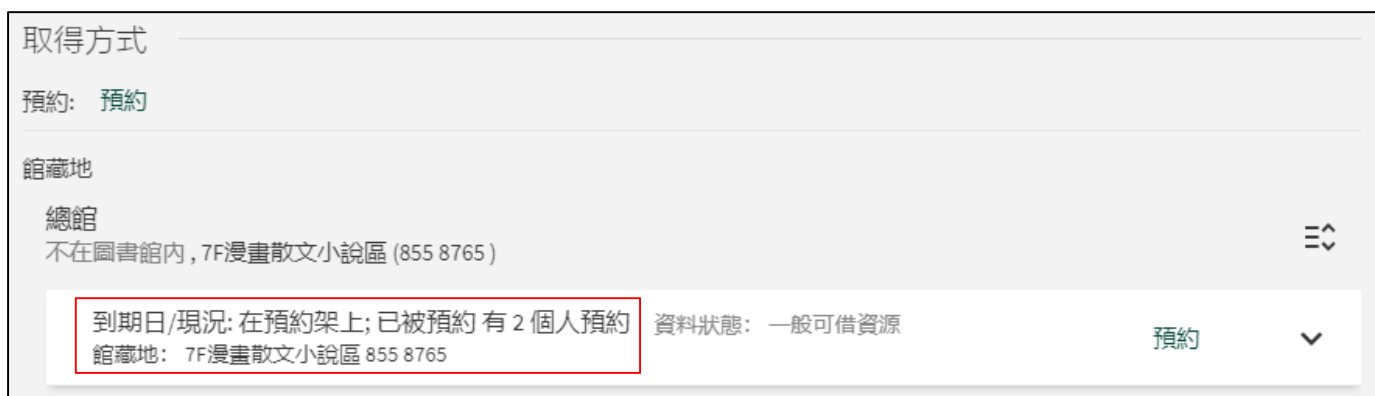 取得方式
預約: 預約
館藏地
總館
不在圖書館內 , 7F漫畫散文小說區 (855 8765 )
到期日/現況: 在預約架上; 已被預約 有 2 個人預約 資料狀態: 一般可借資源
預約
館藏地: 7F漫畫散文小說區 855 8765